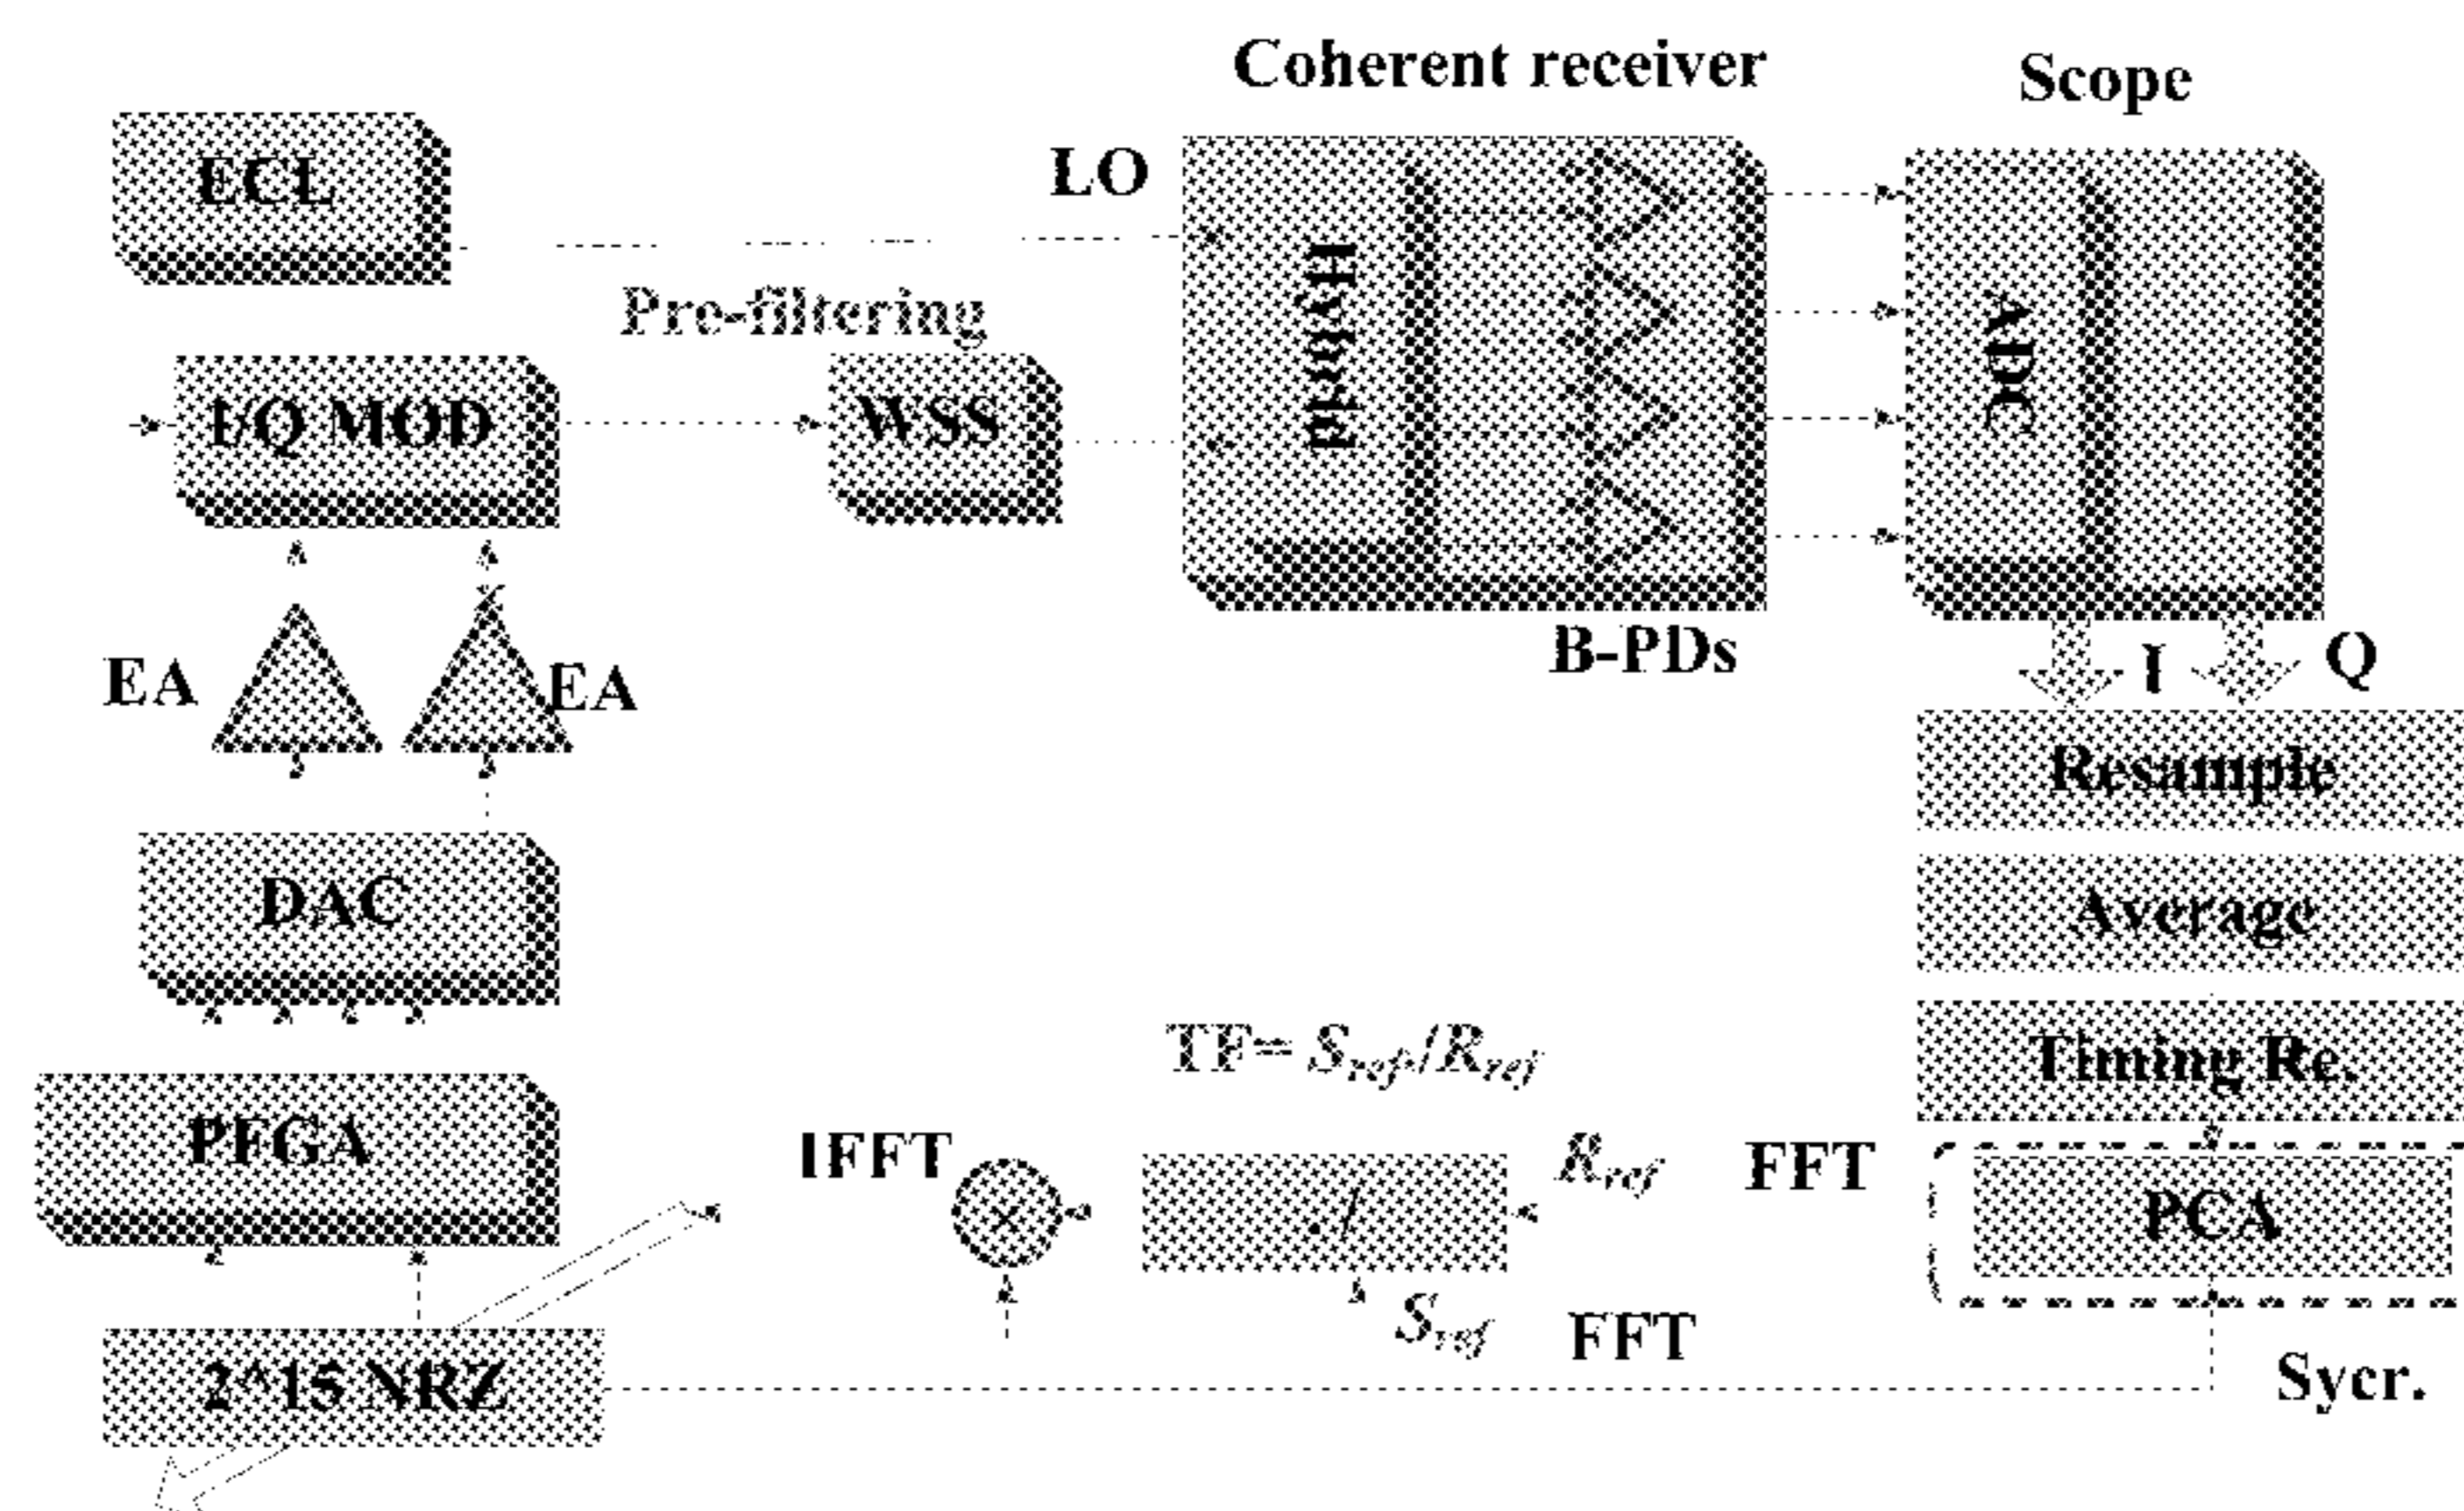 Coherent receiver
Scope
ECL
LO
Pre-filtering
Hybrid
ADC
I/Q MOD
WSS
B-PDs
EA
EA
I
Q
Resample
DAC
Average
TF= Sref./Rref
Timing Re.
PFGA
IFFT
×
./
Rref
FFT
PCA
Sref
FFT
2^15 NRZ
Sycr.